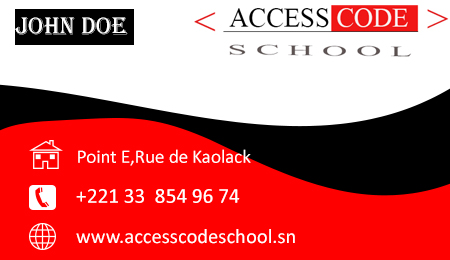 JOHN DOE
< ACCESS CODE >
SCHOOL
Point E,Rue de Kaolack
+221 33 854 96 74
www.accesscodeschool.sn